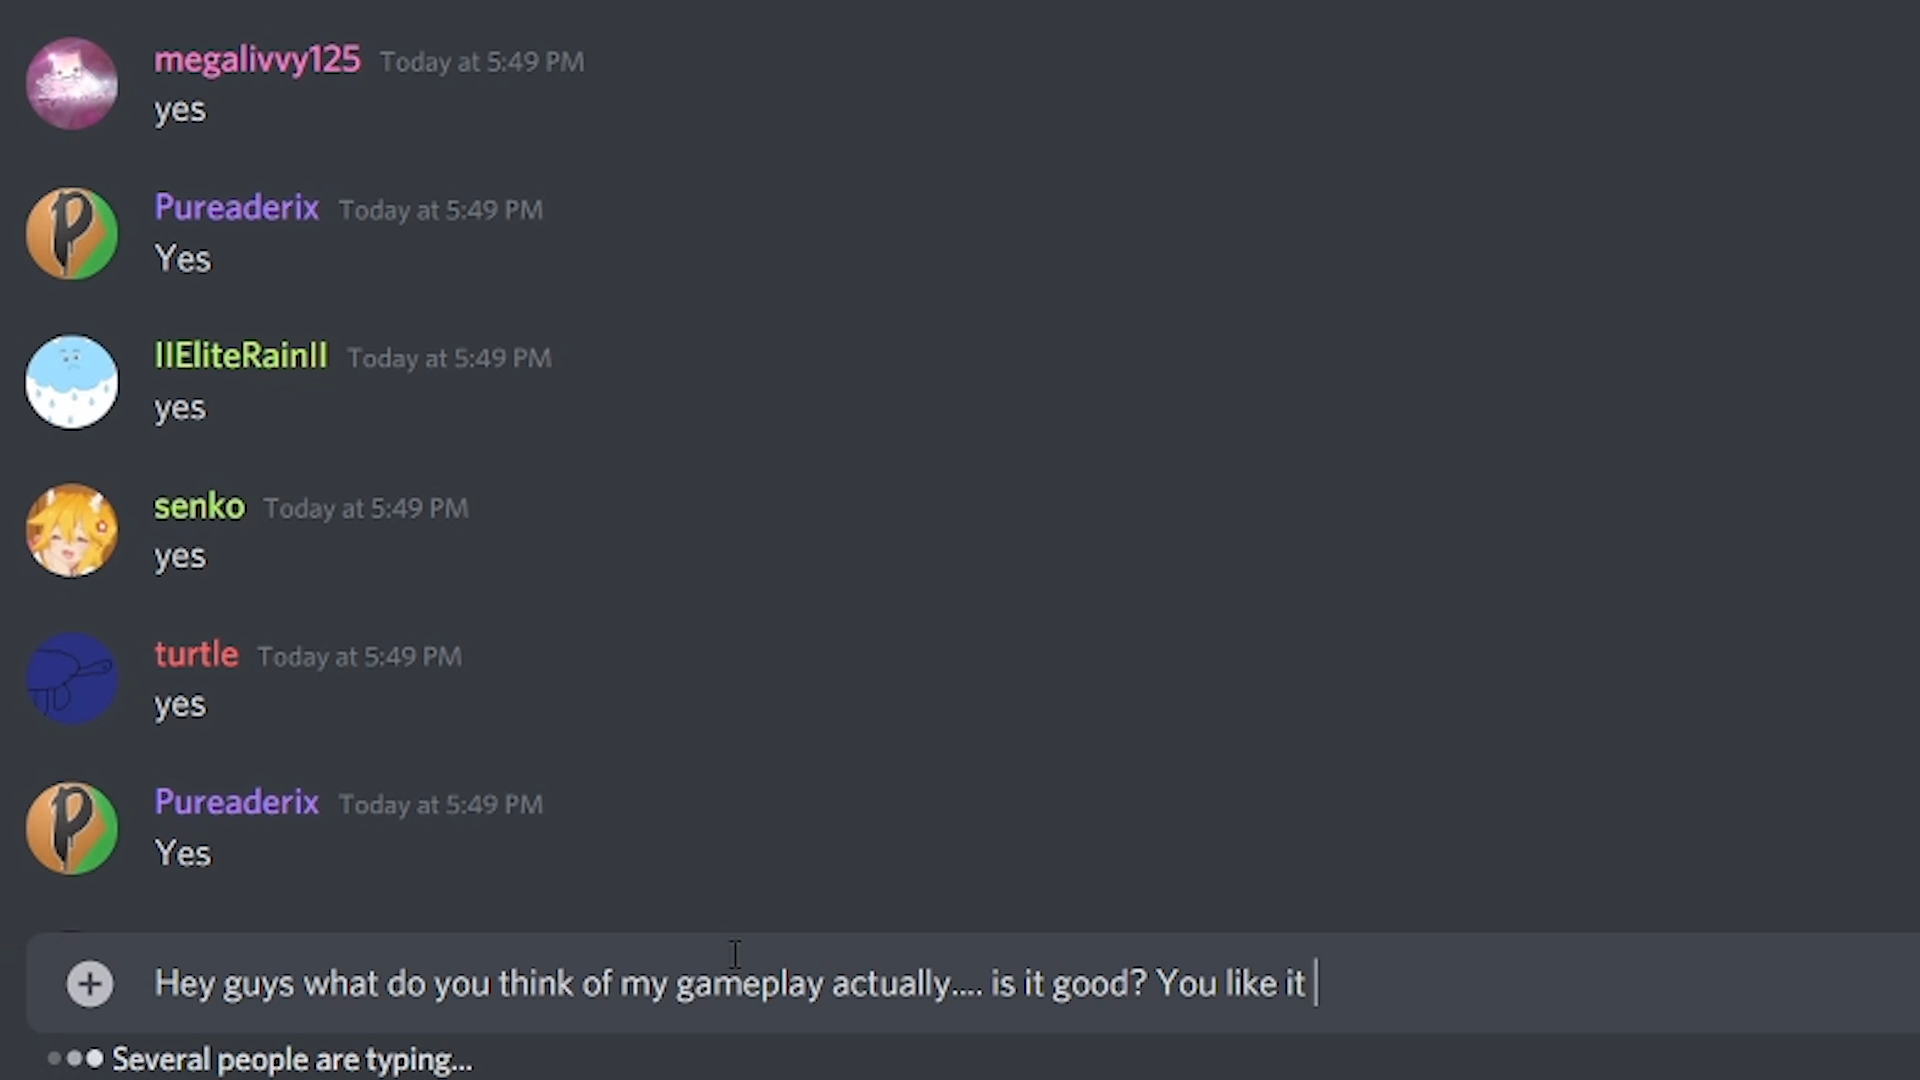 megalivvy125 Today at 5:49 PM
yes
Pureaderix Today at 5:49 PM
Yes
IIEliteRainII Today at 5:49 PM
yes
senko Today at 5:49 PM
yes
turtle Today at 5:49 PM
yes
Pureaderix Today at 5:49 PM
Yes
Hey guys what do you think of my gameplay actually.... is it good? You like it
Several people are typing...